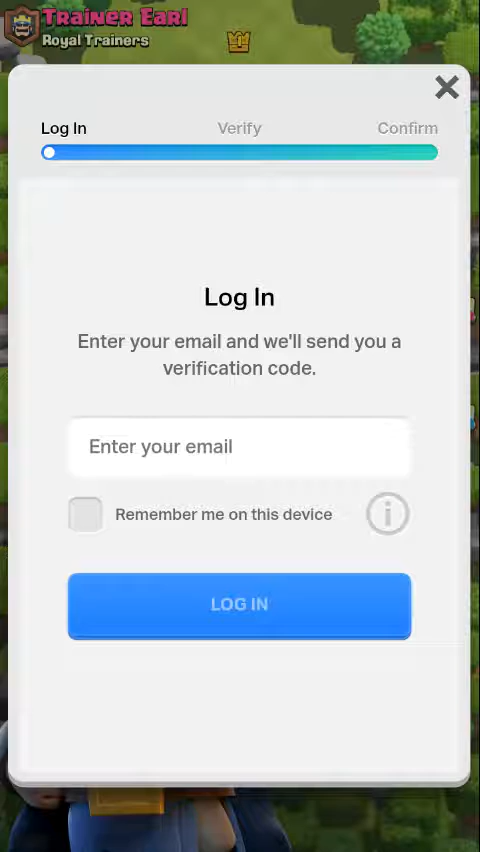 Trainer Earl
Royal Trainers
Log In
Verify
Confirm
Log In
Enter your email and we'll send you a
verification code.
Enter your email
Remember me on this device
LOG IN